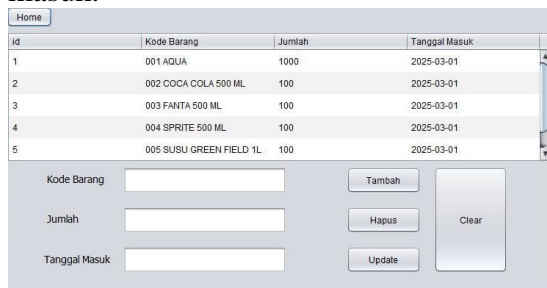 Home
id Kode Barang Jumlah Tanggal Masuk
1 001 AQUA 1000 2025-03-01
2 002 COCA COLA 500 ML 100 2025-03-01
3 003 FANTA 500 ML 100 2025-03-01
4 004 SPRITE 500 ML 100 2025-03-01
5 005 SUSU GREEN FIELD 1L 100 2025-03-01
Kode Barang Tambah
Jumlah Hapus Clear
Tanggal Masuk Update